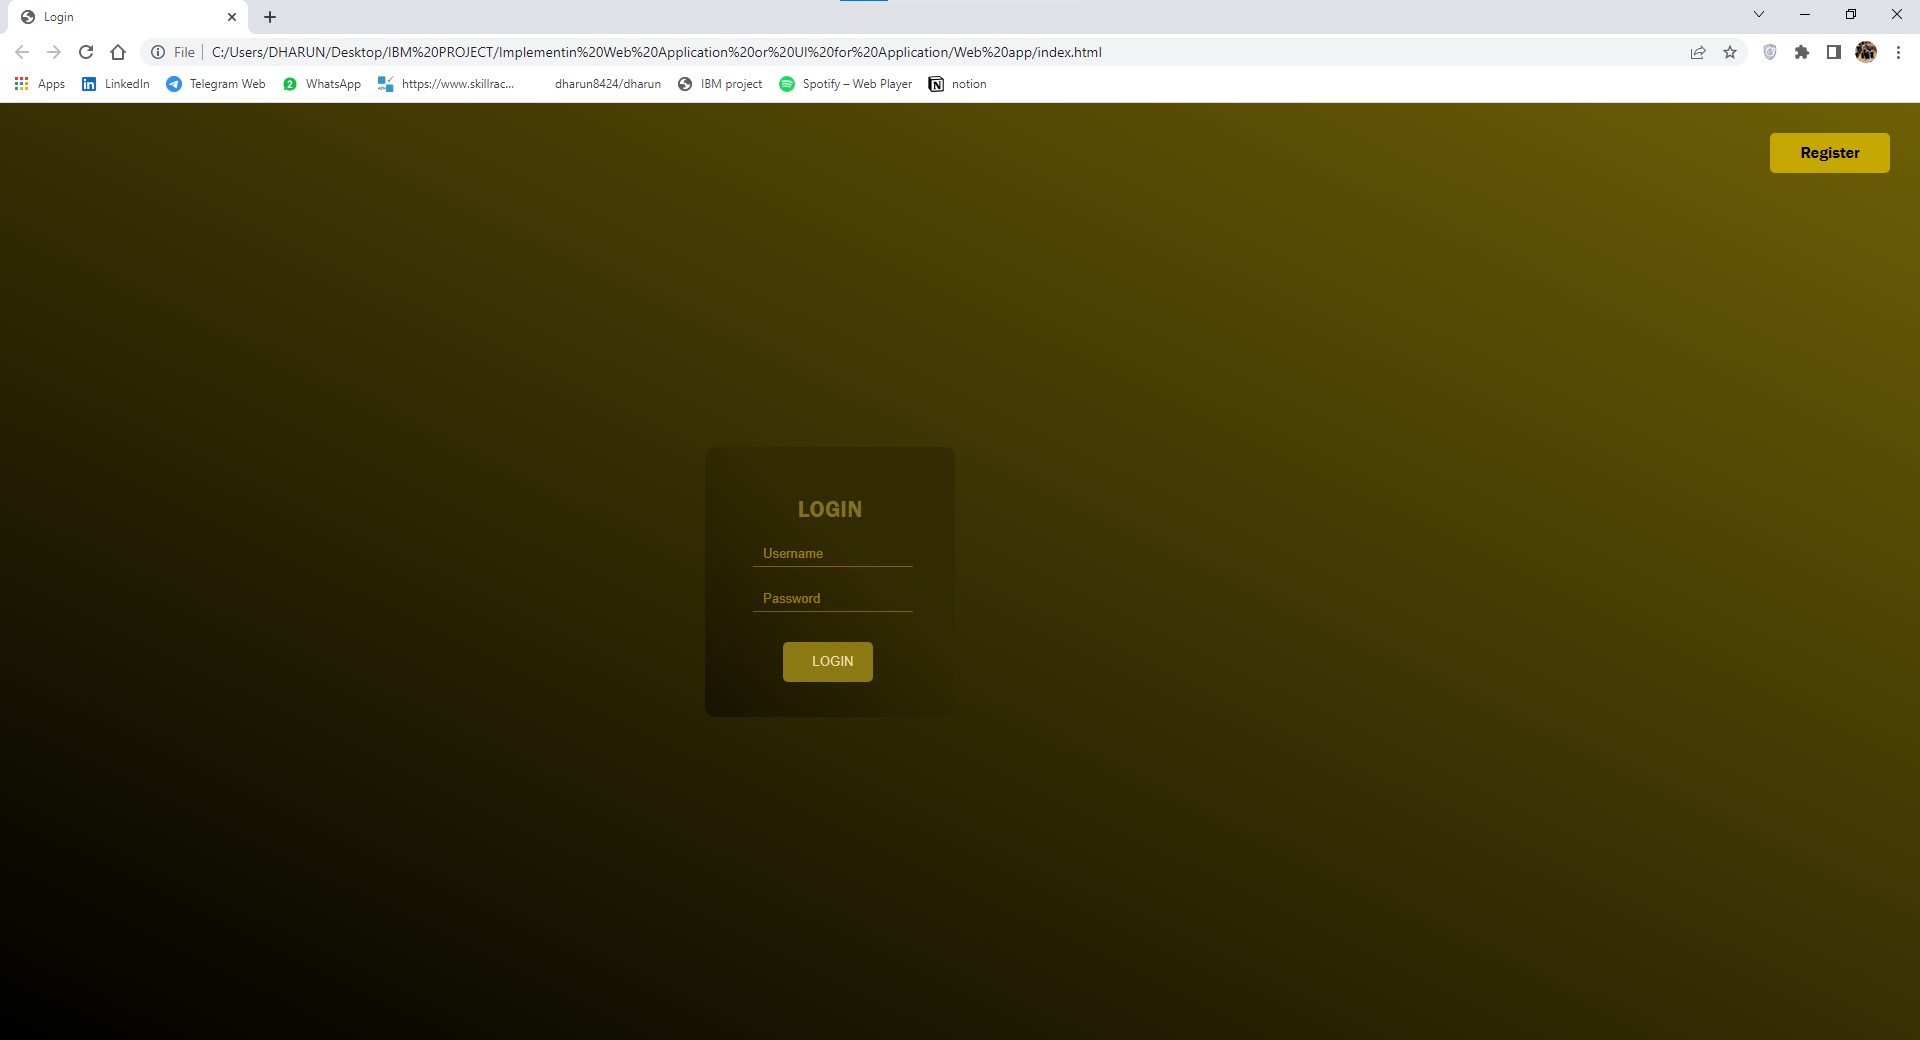 Login
File C:/Users/DHARUN/Desktop/IBM%20PROJECT/Implementin%20Web%20Application%20or%20UI%20for%20Application/Web%20app/index.html
Apps LinkedIn Telegram Web 2 WhatsApp https://www.skillrac... dharun8424/dharun IBM project Spotify – Web Player notion
Register
LOGIN
Username
Password
LOGIN